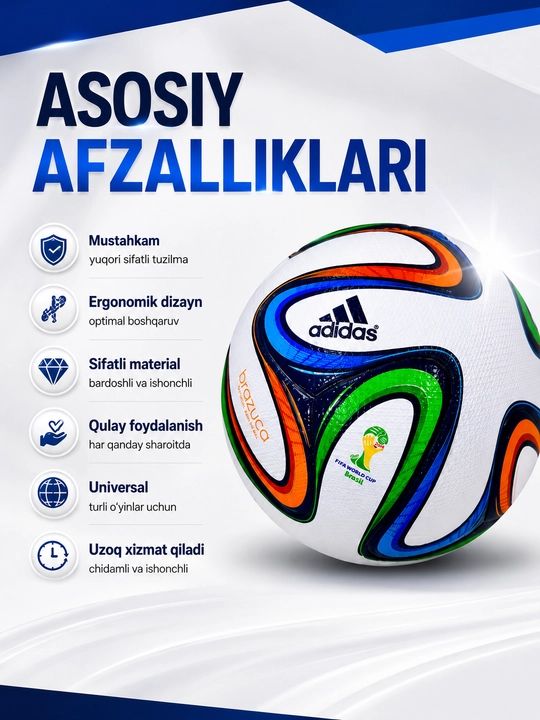 ASOSIY
AFZALLIKLARI
Mustahkam
yuqori sifatli tuzilma
Ergonomik dizayn
optimal boshqaruv
Sifatli material
bardoshli va ishonchli
Qulay foydalanish
har qanday sharoitda
Universal
turli o‘yinlar uchun
Uzoq xizmat qiladi
chidamli va ishonchli
adidas®
brazuca
FIFA WORLD CUP
Brasil